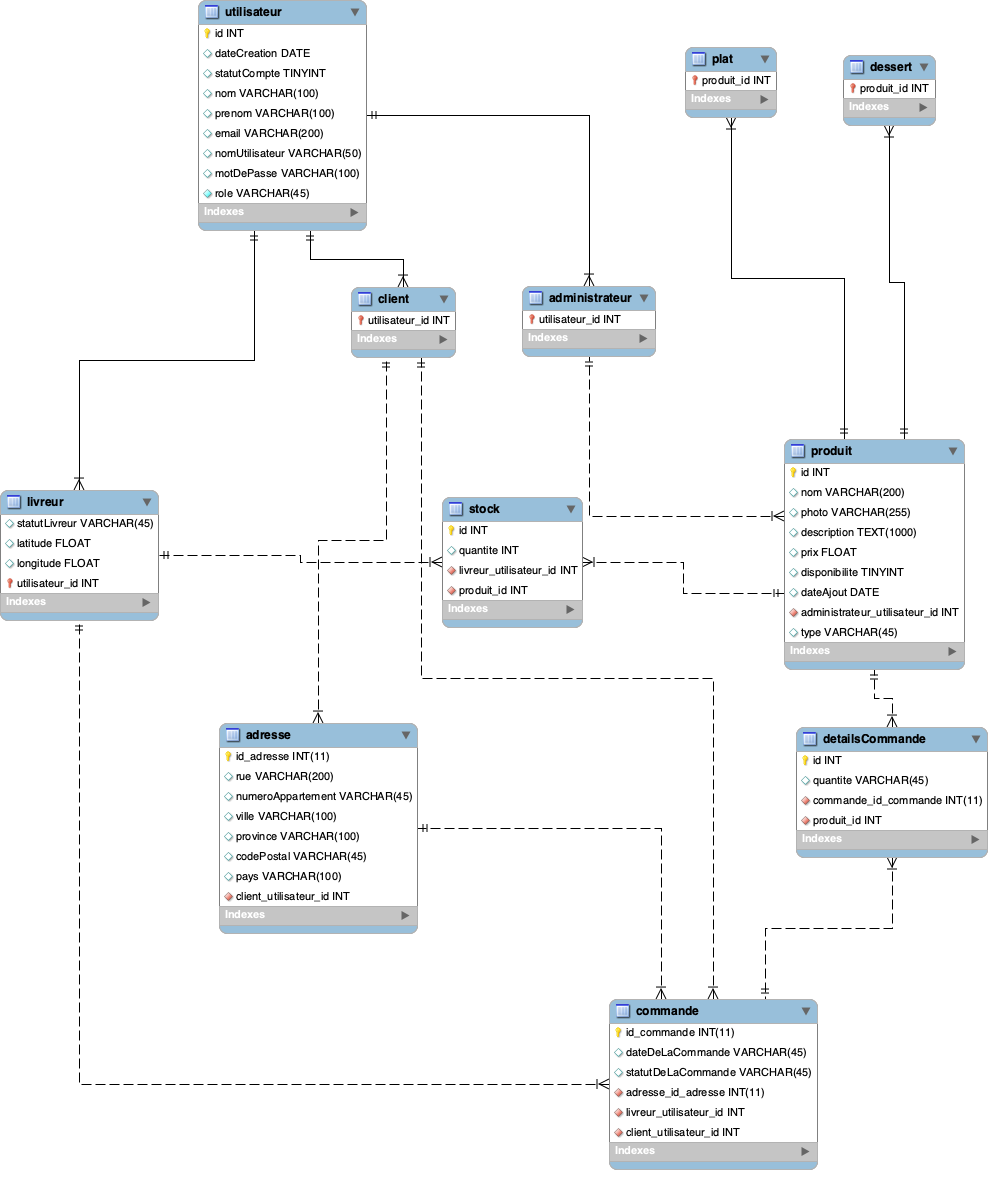 utilisateur
id INT
dateCreation DATE
statutCompte TINYINT
nom VARCHAR(100)
prenom VARCHAR(100)
email VARCHAR(200)
nomUtilisateur VARCHAR(50)
motDePasse VARCHAR(100)
role VARCHAR(45)
Indexes
plat
produit_id INT
Indexes
dessert
produit_id INT
Indexes
client
utilisateur_id INT
Indexes
administrateur
utilisateur_id INT
Indexes
livreur
statutLivreur VARCHAR(45)
latitude FLOAT
longitude FLOAT
utilisateur_id INT
Indexes
stock
id INT
quantite INT
livreur_utilisateur_id INT
produit_id INT
Indexes
produit
id INT
nom VARCHAR(200)
photo VARCHAR(255)
description TEXT(1000)
prix FLOAT
disponibilite TINYINT
dateAjout DATE
administrateur_utilisateur_id INT
type VARCHAR(45)
Indexes
adresse
id_adresse INT(11)
rue VARCHAR(200)
numeroAppartement VARCHAR(45)
ville VARCHAR(100)
province VARCHAR(100)
codePostal VARCHAR(45)
pays VARCHAR(100)
client_utilisateur_id INT
Indexes
detailsCommande
id INT
quantite VARCHAR(45)
commande_id_commande INT(11)
produit_id INT
Indexes
commande
id_commande INT(11)
dateDeLaCommande VARCHAR(45)
statutDeLaCommande VARCHAR(45)
adresse_id_adresse INT(11)
livreur_utilisateur_id INT
client_utilisateur_id INT
Indexes